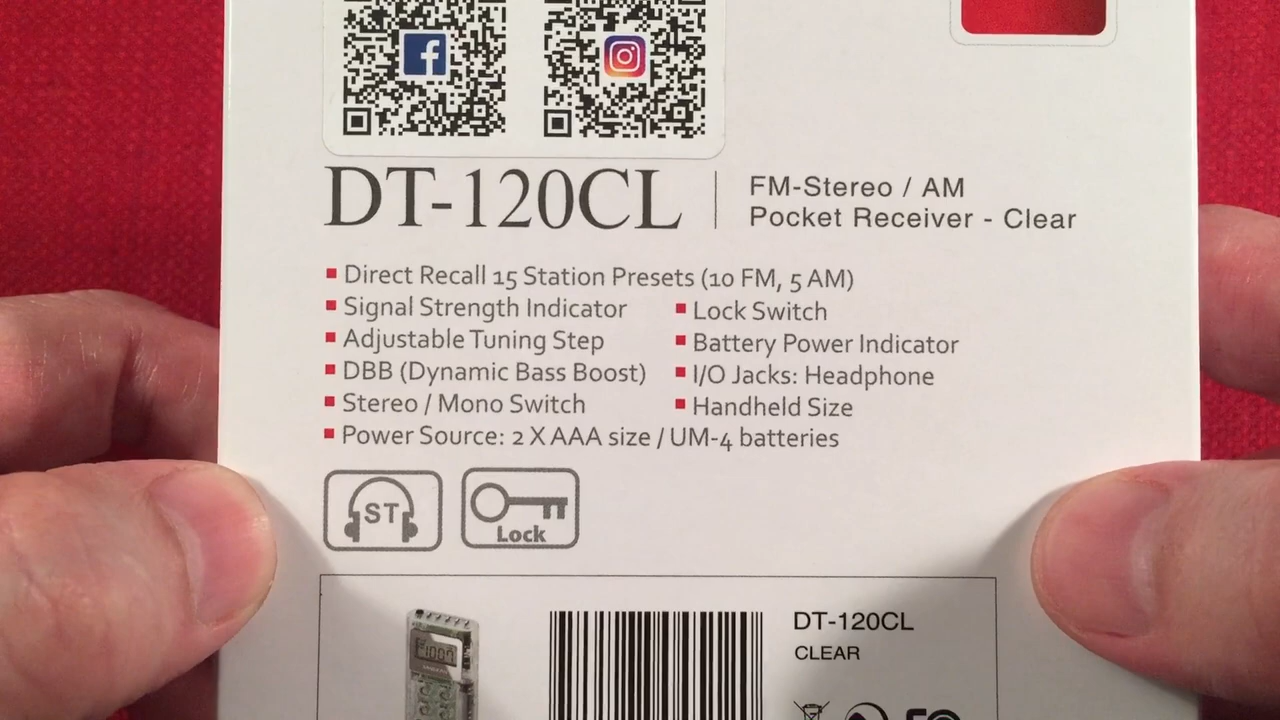 DT-120CL
FM-Stereo / AM
Pocket Receiver - Clear
Direct Recall 15 Station Presets (10 FM, 5 AM)
Signal Strength Indicator
Lock Switch
Adjustable Tuning Step
Battery Power Indicator
DBB (Dynamic Bass Boost)
I/O Jacks: Headphone
Stereo / Mono Switch
Handheld Size
Power Source: 2 X AAA size / UM-4 batteries
ST
Lock
DT-120CL
CLEAR